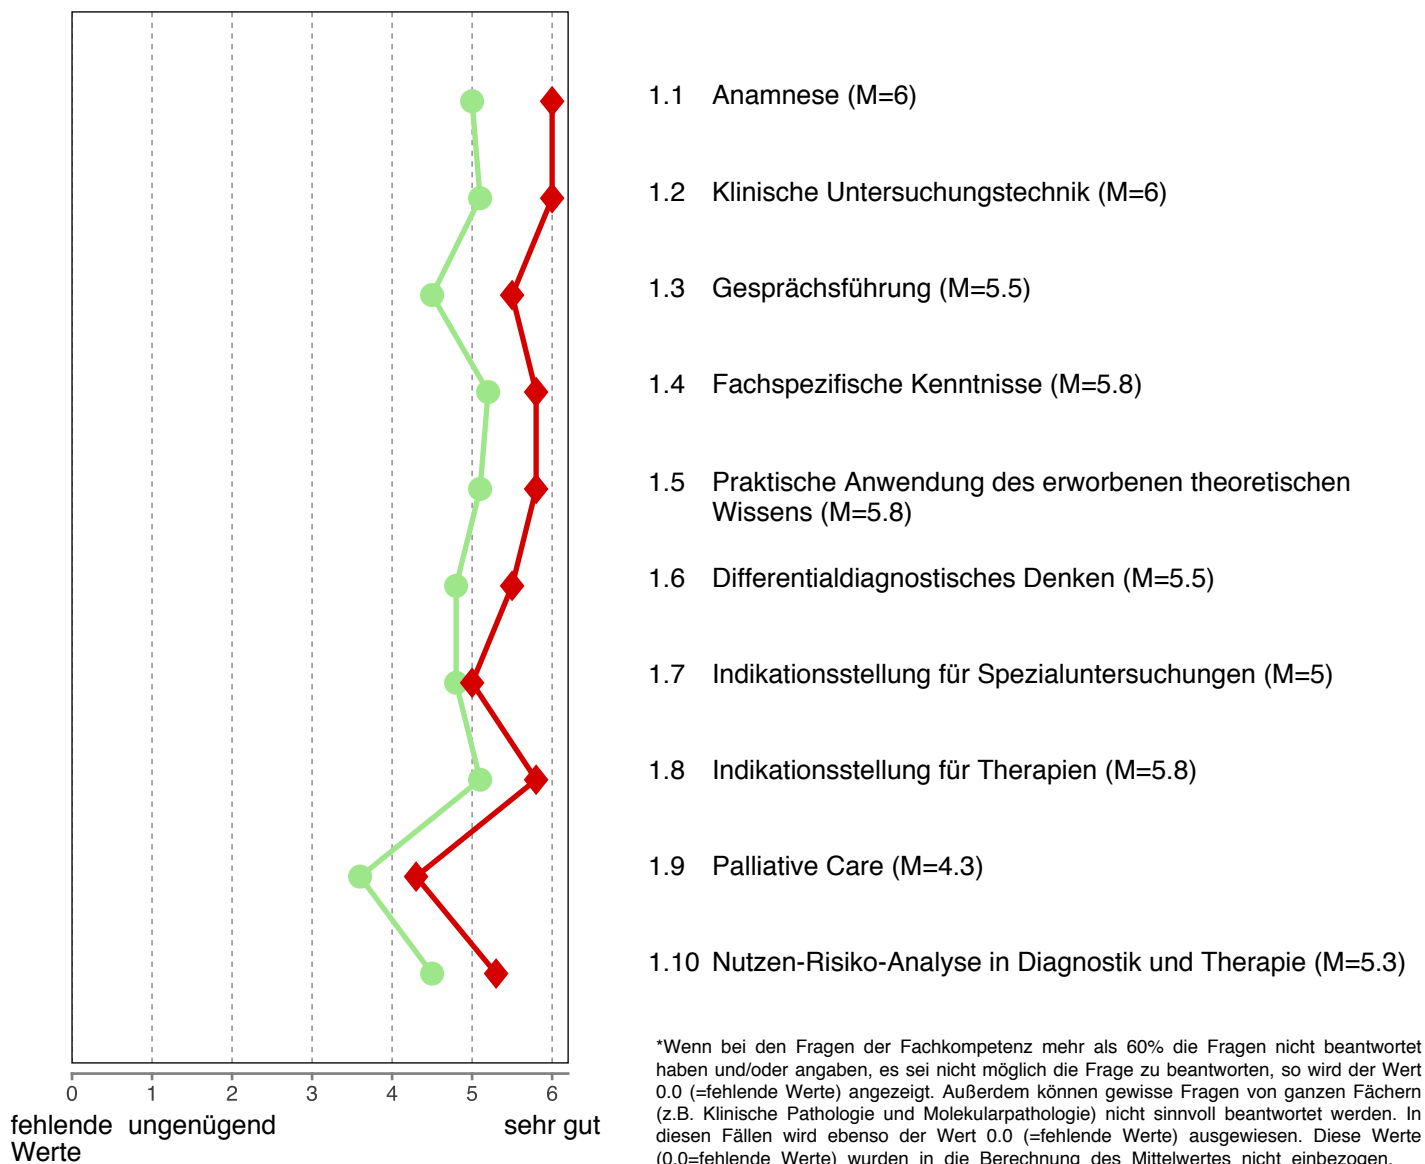 1.1 Anamnese (M=6)
1.2 Klinische Untersuchungstechnik (M=6)
1.3 Gesprächsführung (M=5.5)
1.4 Fachspezifische Kenntnisse (M=5.8)
1.5 Praktische Anwendung des erworbenen theoretischen
Wissens (M=5.8)
1.6 Differentialdiagnostisches Denken (M=5.5)
1.7 Indikationsstellung für Spezialuntersuchungen (M=5)
1.8 Indikationsstellung für Therapien (M=5.8)
1.9 Palliative Care (M=4.3)
1.10 Nutzen-Risiko-Analyse in Diagnostik und Therapie (M=5.3)
0 1 2 3 4 5 6
fehlende ungenügend sehr gut
Werte
*Wenn bei den Fragen der Fachkompetenz mehr als 60% die Fragen nicht beantwortet
haben und/oder angaben, es sei nicht möglich die Frage zu beantworten, so wird der Wert
0.0 (=fehlende Werte) angezeigt. Außerdem können gewisse Fragen von ganzen Fächern
(z.B. Klinische Pathologie und Molekularpathologie) nicht sinnvoll beantwortet werden. In
diesen Fällen wird ebenso der Wert 0.0 (=fehlende Werte) ausgewiesen. Diese Werte
(0.0=fehlende Werte) wurden in die Berechnung des Mittelwertes nicht einbezogen.